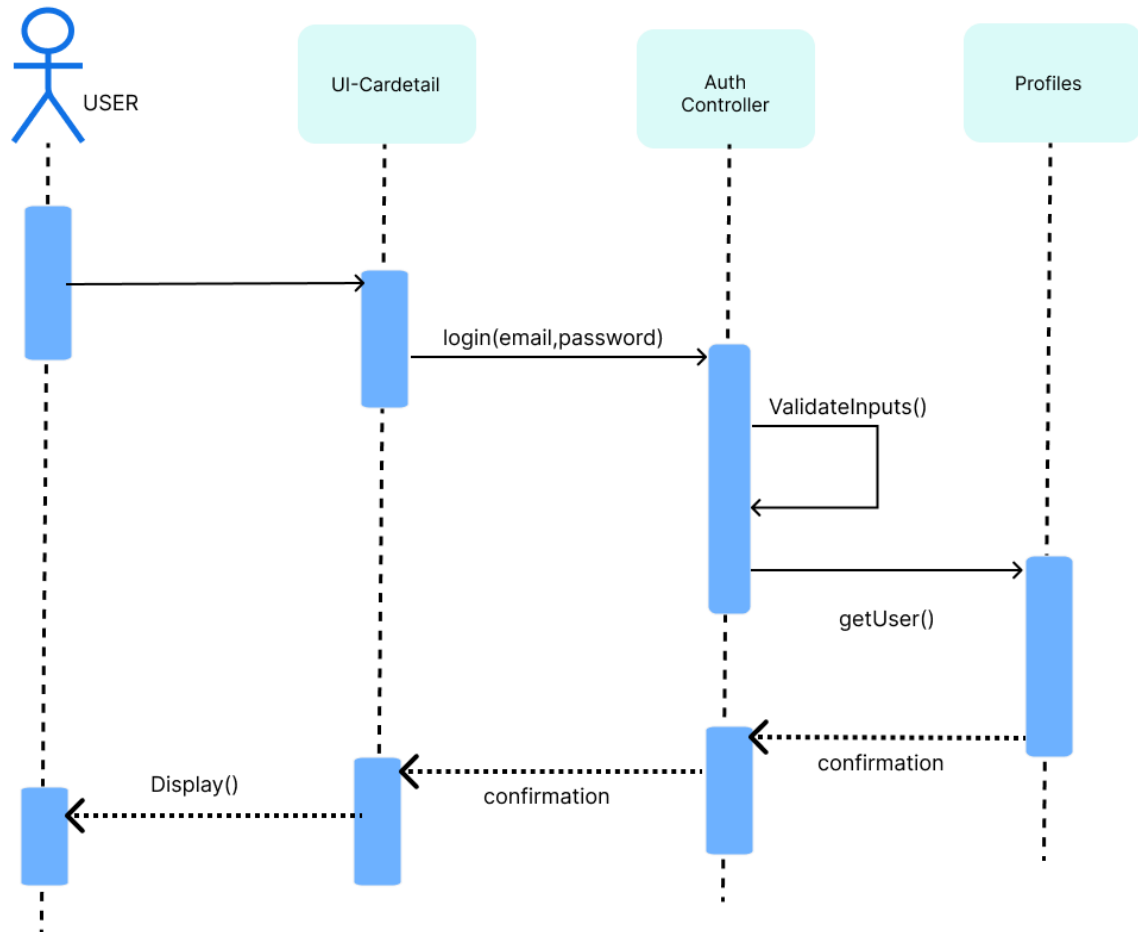 USER
UI-Cardetail
Auth
Controller
Profiles
login(email,password)
ValidateInputs()
getUser()
confirmation
Display()
confirmation